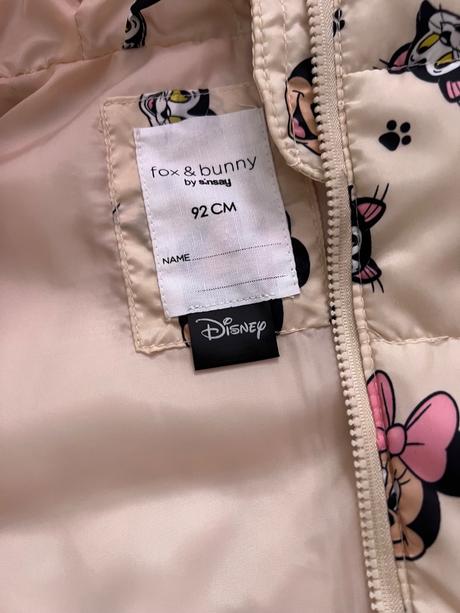 fox & bunny
by sinsay
92 CM
NAME
Disney